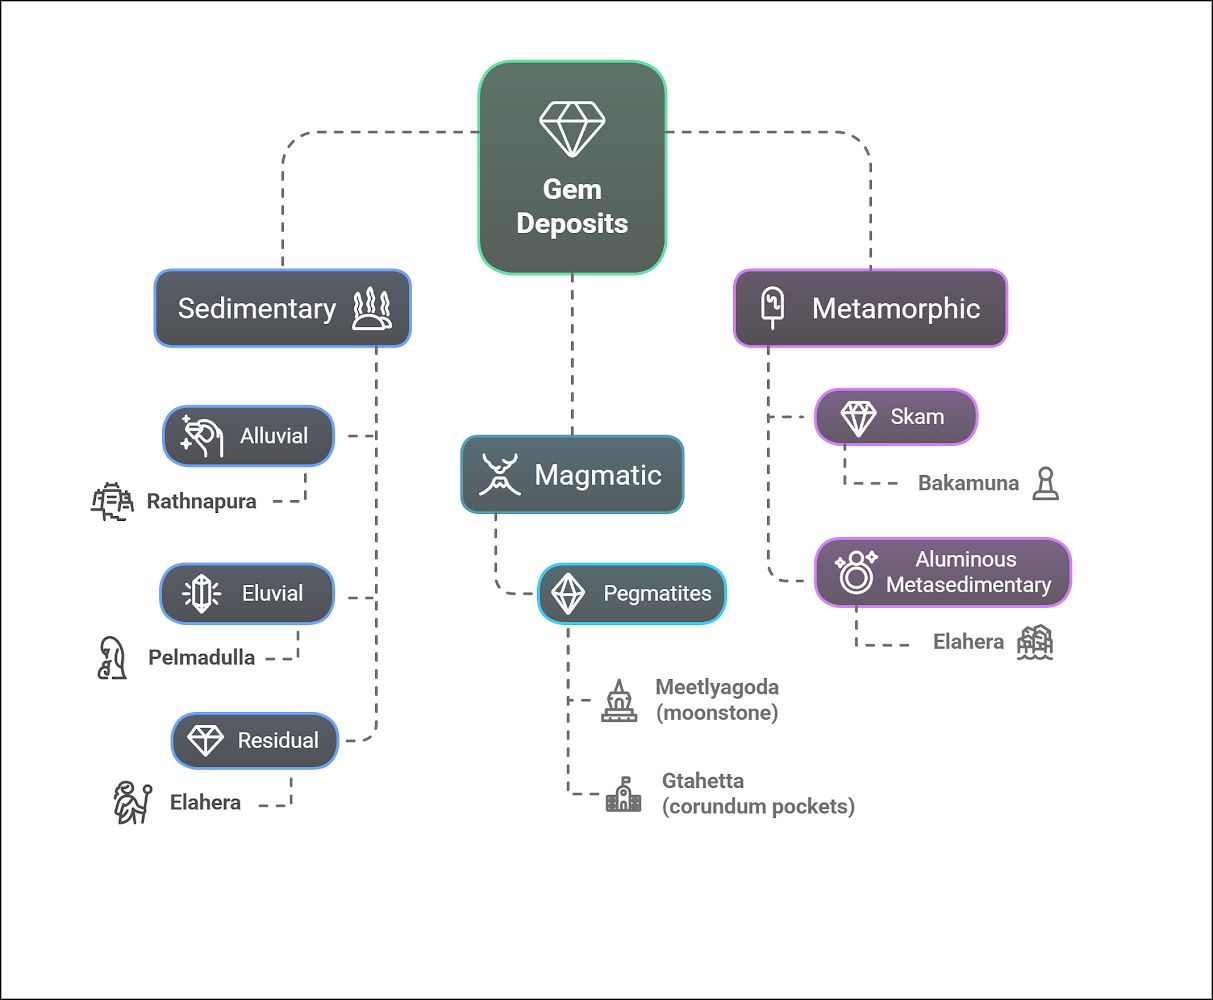 Gem
Deposits
Sedimentary
Alluvial
Rathnapura
Eluvial
Pelmadulla
Residual
Elahera
Magmatic
Pegmatites
Meetlyagoda
(moonstone)
Gtahetta
(corundum pockets)
Metamorphic
Skam
Bakamuna
Aluminous
Metasedimentary
Elahera